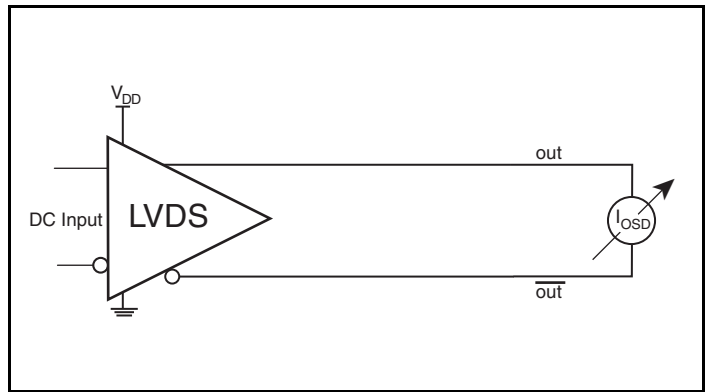 VDD
out
DC Input
LVDS
IOSD
out